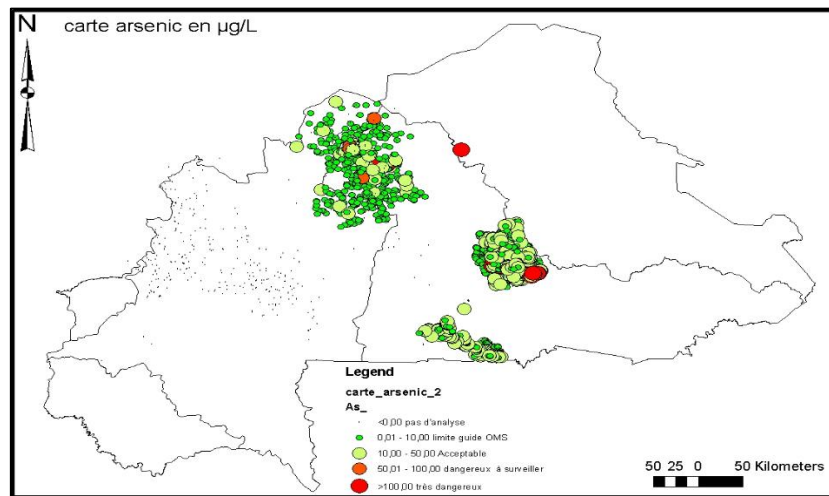 N
carte arsenic en µg/L
Legend
carte_arsenic_2
As_
<0,00 pas d'analyse
0,01 - 10,00 limite guide OMS
10,00 - 50,00 Acceptable
50,01 - 100,00 dangereux à surveiller
>100,00 très dangereux
50 25 0 50 Kilometers